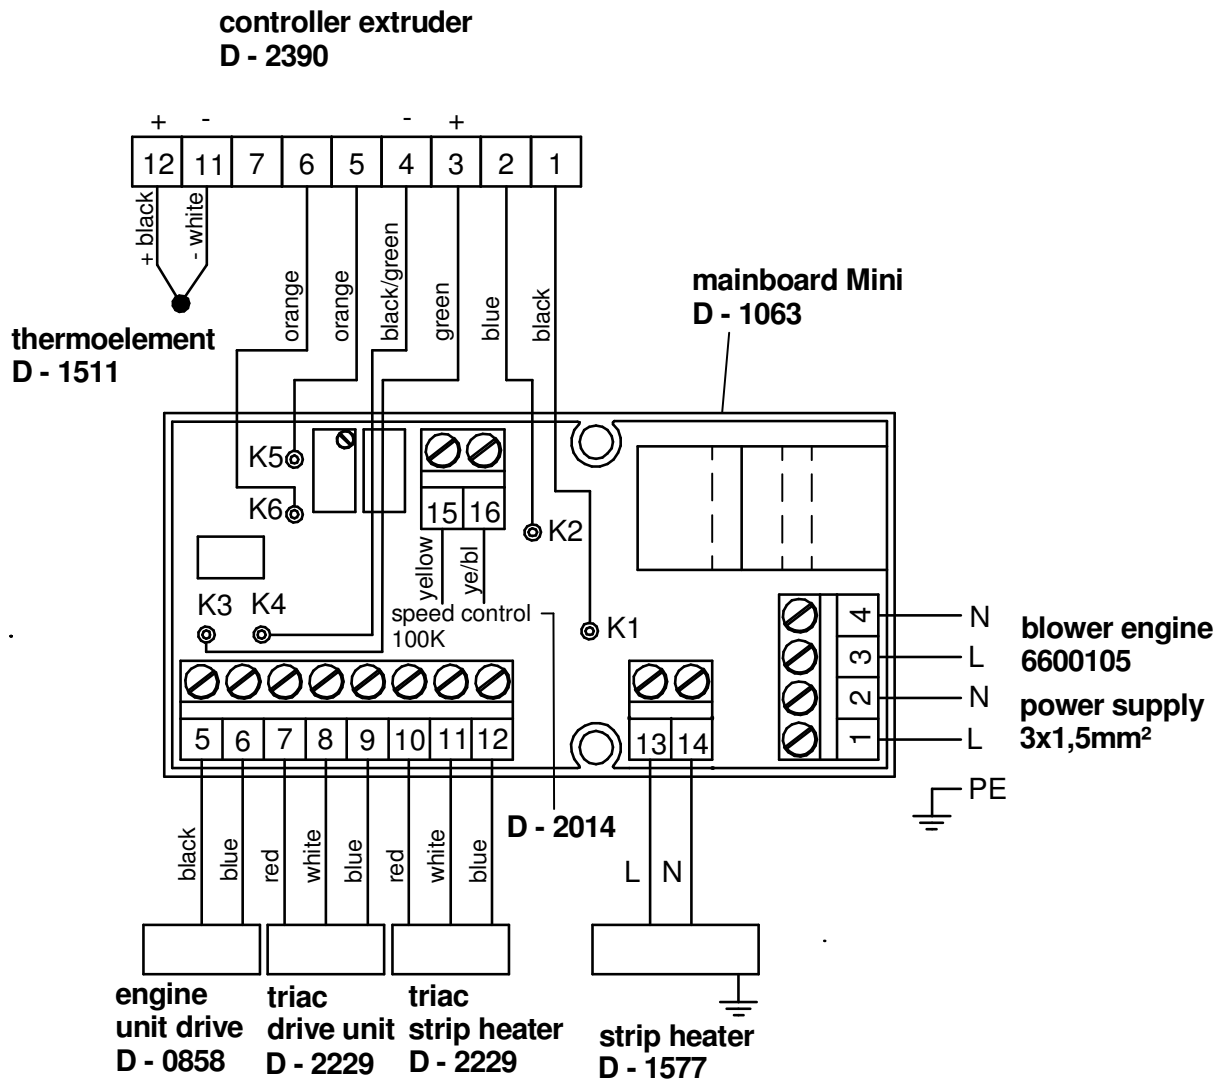 controller extruder
D - 2390
+ - - +
12 11 7 6 5 4 3 2 1
+ black
- white
orange
orange
black/green
green
blue
black
thermoelement
D - 1511
mainboard Mini
D - 1063
K5
K6
15 16
K2
yellow
ye/bl
speed control
100K
K3 K4
K1
4 N
3 L
2 N
1 L
PE
blower engine
6600105
power supply
3x1,5mm²
5 6 7 8 9 10 11 12
13 14
D - 2014
black
blue
red
white
blue
red
white
blue
L N
engine
unit drive
D - 0858
triac
drive unit
D - 2229
triac
strip heater
D - 2229
strip heater
D - 1577